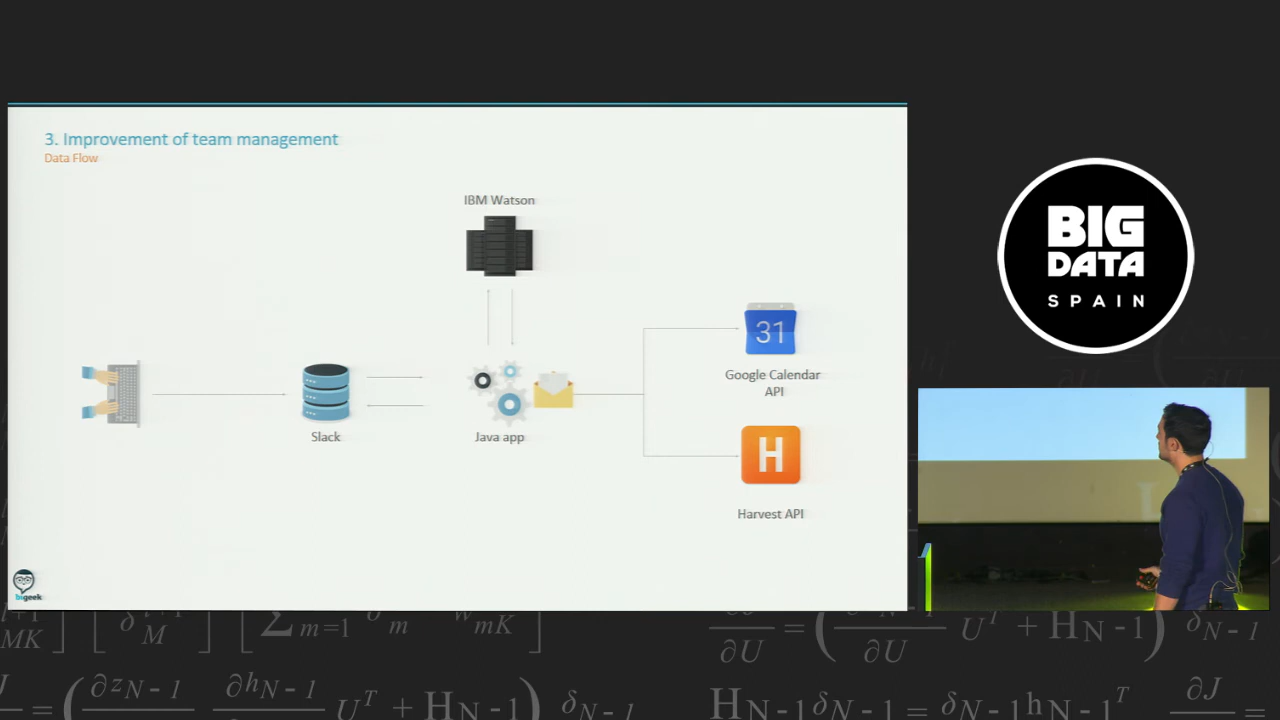 3. Improvement of team management
Data Flow
IBM Watson
31
Google Calendar
API
Slack
Java app
H
Harvest API
bigeek
BIG
DATA
SPAIN